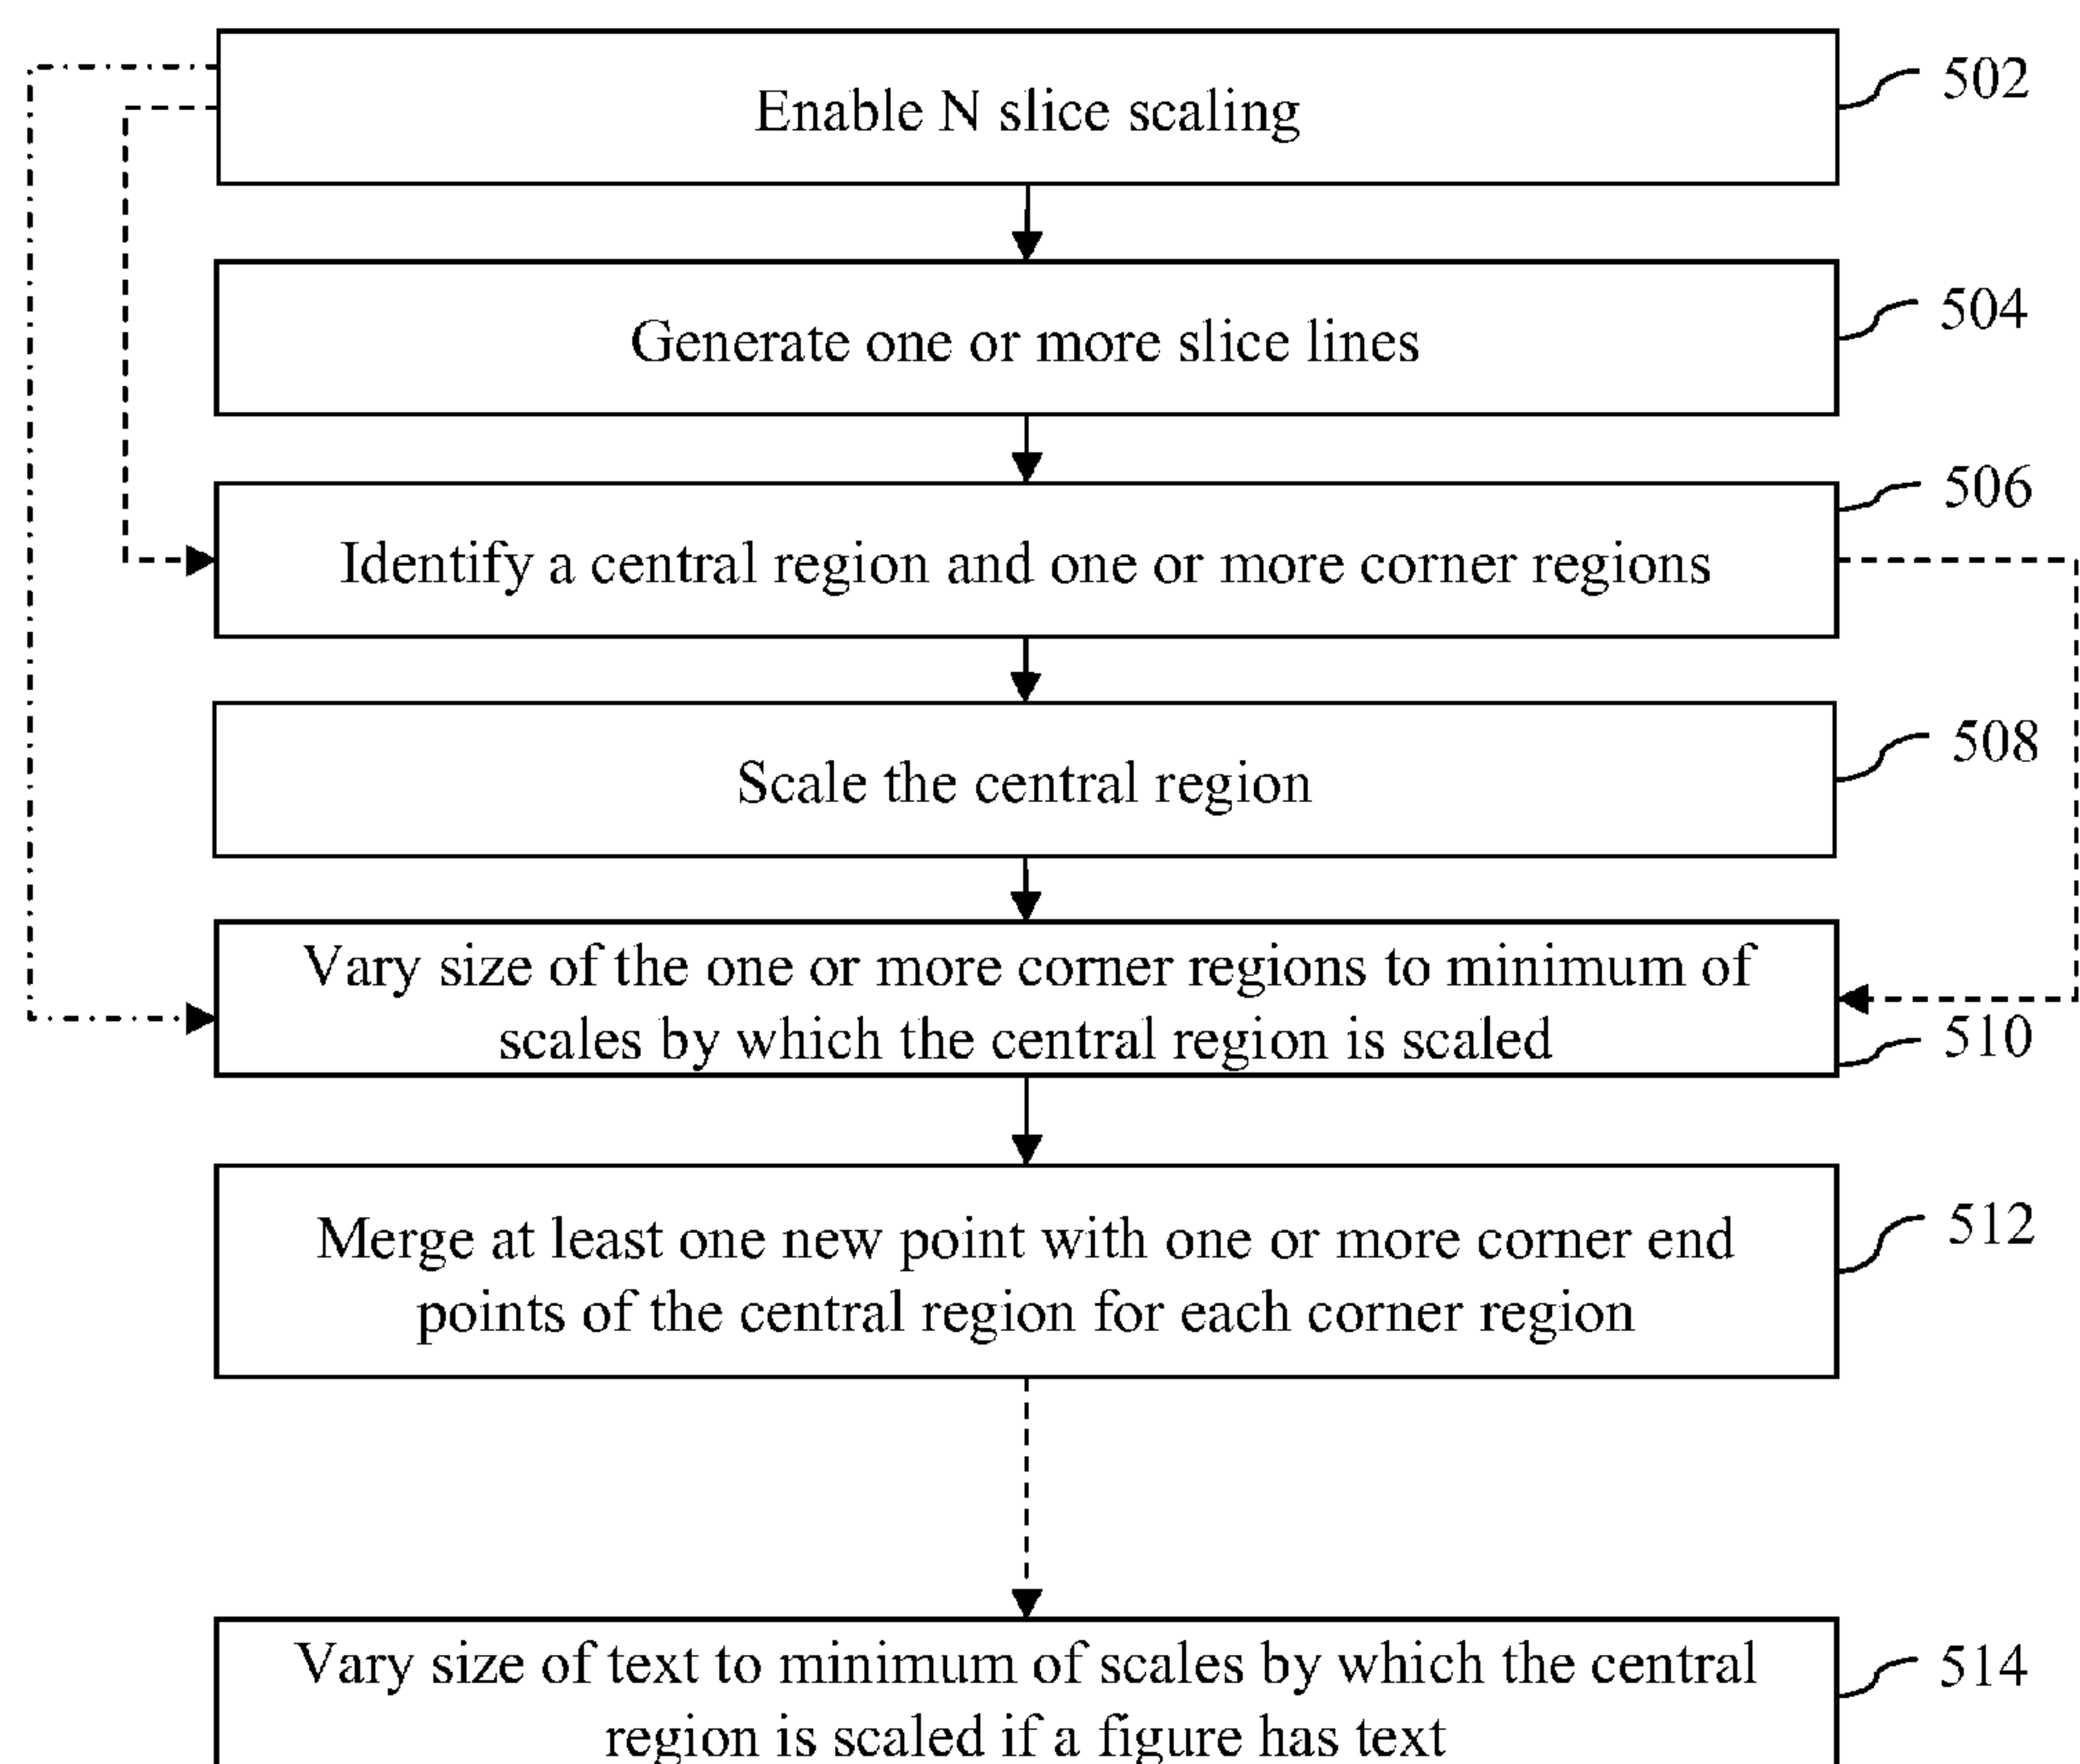 Enable N slice scaling
502
Generate one or more slice lines
504
506
Identify a central region and one or more corner regions
Scale the central region
508
Vary size of the one or more corner regions to minimum of
scales by which the central region is scaled
510
Merge at least one new point with one or more corner end
points of the central region for each corner region
512
Vary size of text to minimum of scales by which the central
region is scaled if a figure has text
514